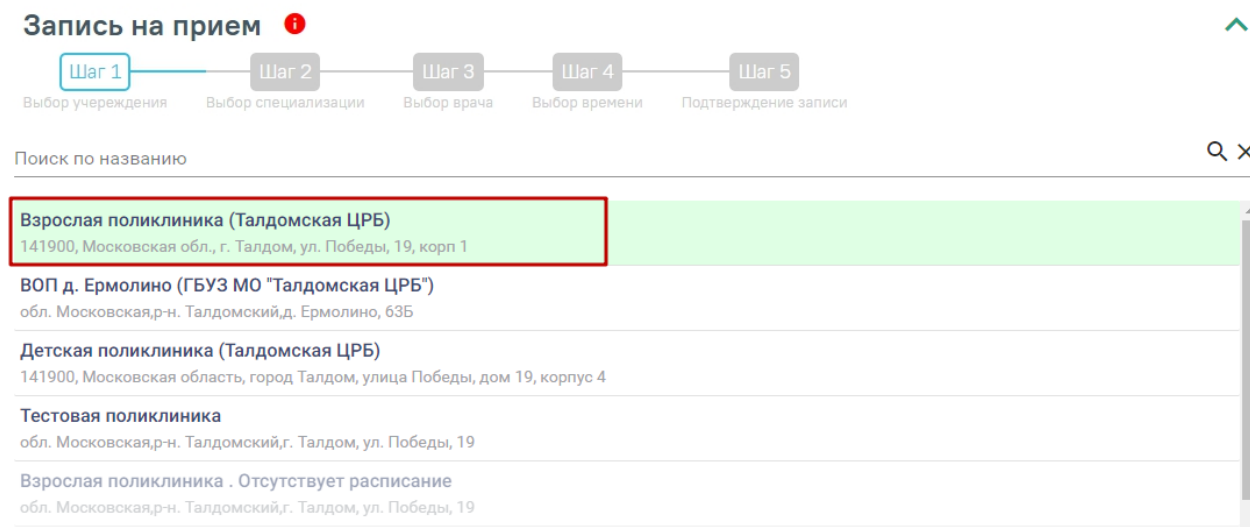 Запись на прием
Шаг 1 Шаг 2 Шаг 3 Шаг 4 Шаг 5
Выбор учереждения Выбор специализации Выбор врача Выбор времени Подтверждение записи
Поиск по названию
Взрослая поликлиника (Талдомская ЦРБ)
141900, Московская обл., г. Талдом, ул. Победы, 19, корп 1
ВОП д. Ермолино (ГБУЗ МО "Талдомская ЦРБ")
обл. Московская,р-н. Талдомский,д. Ермолино, 63Б
Детская поликлиника (Талдомская ЦРБ)
141900, Московская область, город Талдом, улица Победы, дом 19, корпус 4
Тестовая поликлиника
обл. Московская,р-н. Талдомский,г. Талдом, ул. Победы, 19
Взрослая поликлиника . Отсутствует расписание
обл. Московская,р-н. Талдомский,г. Талдом, ул. Победы, 19